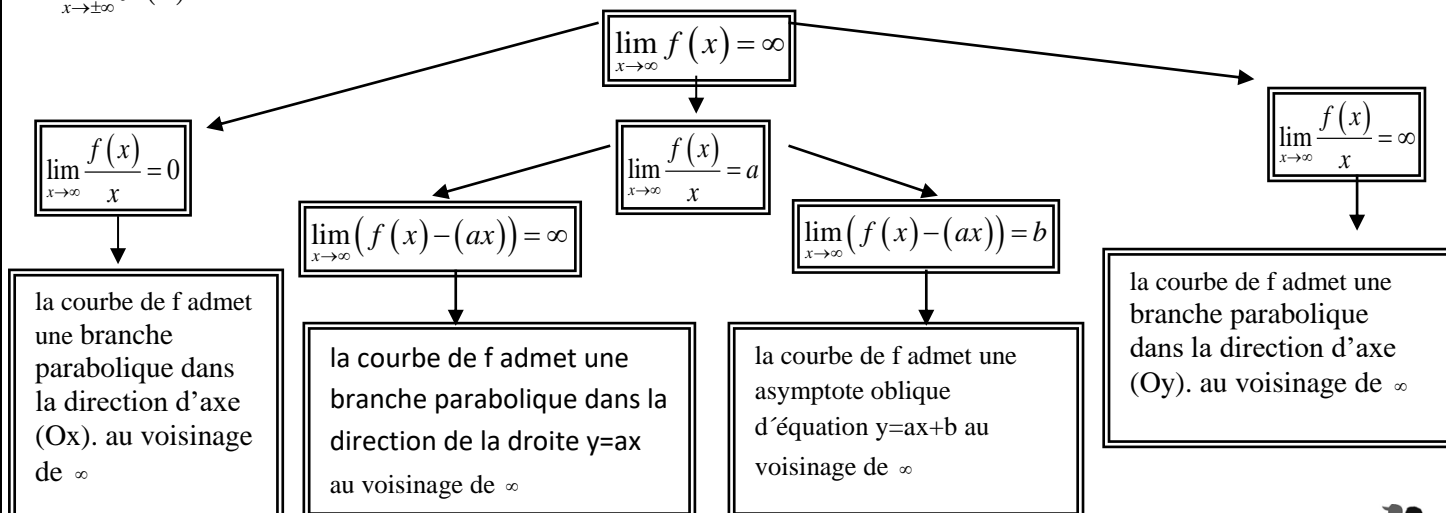 x→±∞
lim f(x) = ∞
x→∞
lim f(x)/x = 0
x→∞
lim f(x)/x = a
x→∞
lim f(x)/x = ∞
x→∞
lim(f(x)−(ax)) = ∞
x→∞
lim(f(x)−(ax)) = b
x→∞
la courbe de f admet
une branche
parabolique dans
la direction d’axe
(Ox). au voisinage
de ∞
la courbe de f admet une
branche parabolique dans la
direction de la droite y=ax
au voisinage de ∞
la courbe de f admet une
asymptote oblique
d´équation y=ax+b au
voisinage de ∞
la courbe de f admet une
branche parabolique
dans la direction d’axe
(Oy). au voisinage de ∞